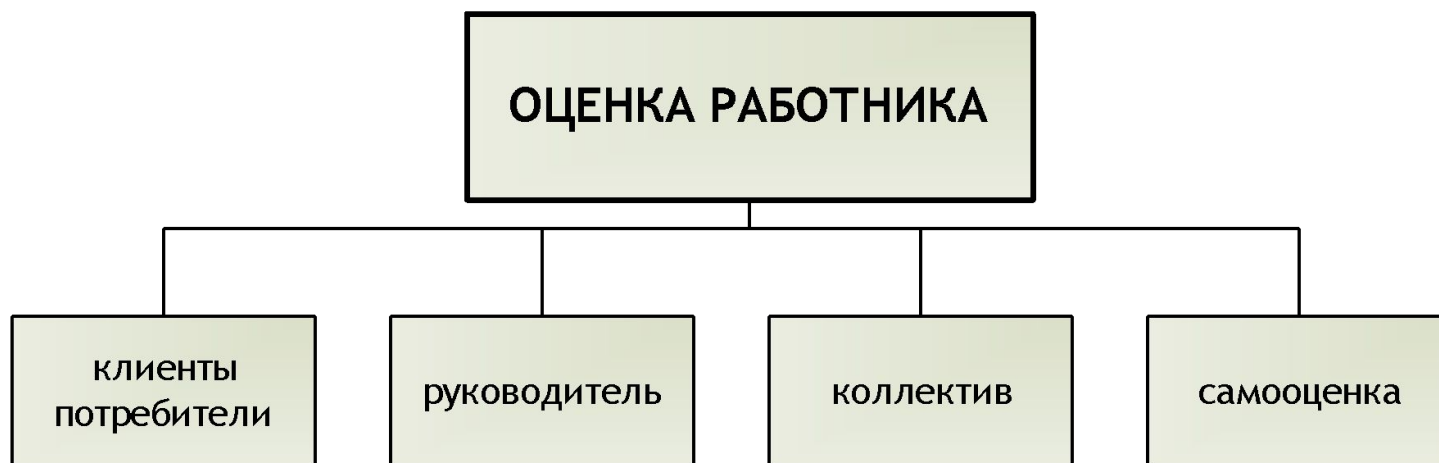 ОЦЕНКА РАБОТНИКА
клиенты
потребители
руководитель
коллектив
самооценка